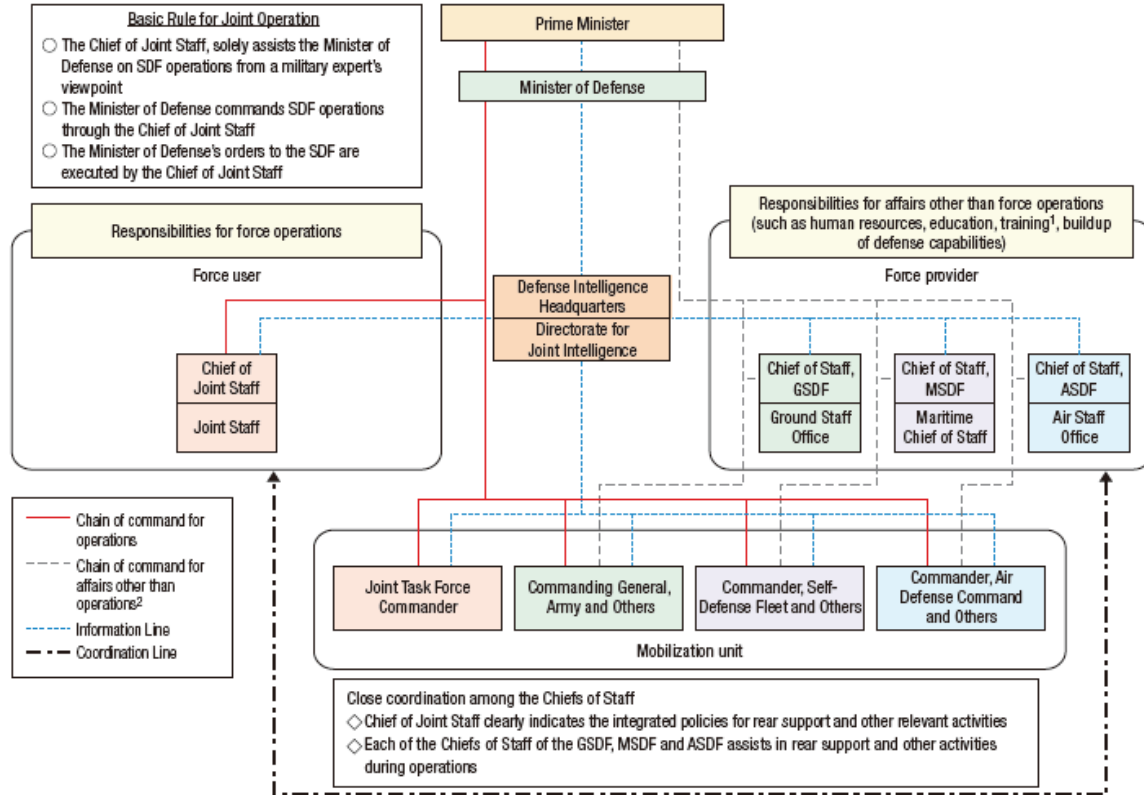 Basic Rule for Joint Operation
○ The Chief of Joint Staff, solely assists the Minister of
Defense on SDF operations from a military expert's
viewpoint
○ The Minister of Defense commands SDF operations
through the Chief of Joint Staff
○ The Minister of Defense's orders to the SDF are
executed by the Chief of Joint Staff
Prime Minister
Minister of Defense
Responsibilities for force operations
Force user
Responsibilities for affairs other than force operations
(such as human resources, education, training¹, buildup
of defense capabilities)
Force provider
Defense Intelligence
Headquarters
Directorate for
Joint Intelligence
Chief of
Joint Staff
Joint Staff
Chief of Staff,
GSDF
Ground Staff
Office
Chief of Staff,
MSDF
Maritime
Chief of Staff
Chief of Staff,
ASDF
Air Staff
Office
Chain of command for
operations
Chain of command for
affairs other than
operations²
Information Line
Coordination Line
Joint Task Force
Commander
Commanding General,
Army and Others
Commander, Self-
Defense Fleet and Others
Commander, Air
Defense Command
and Others
Mobilization unit
Close coordination among the Chiefs of Staff
◇ Chief of Joint Staff clearly indicates the integrated policies for rear support and other relevant activities
◇ Each of the Chiefs of Staff of the GSDF, MSDF and ASDF assists in rear support and other activities
during operations